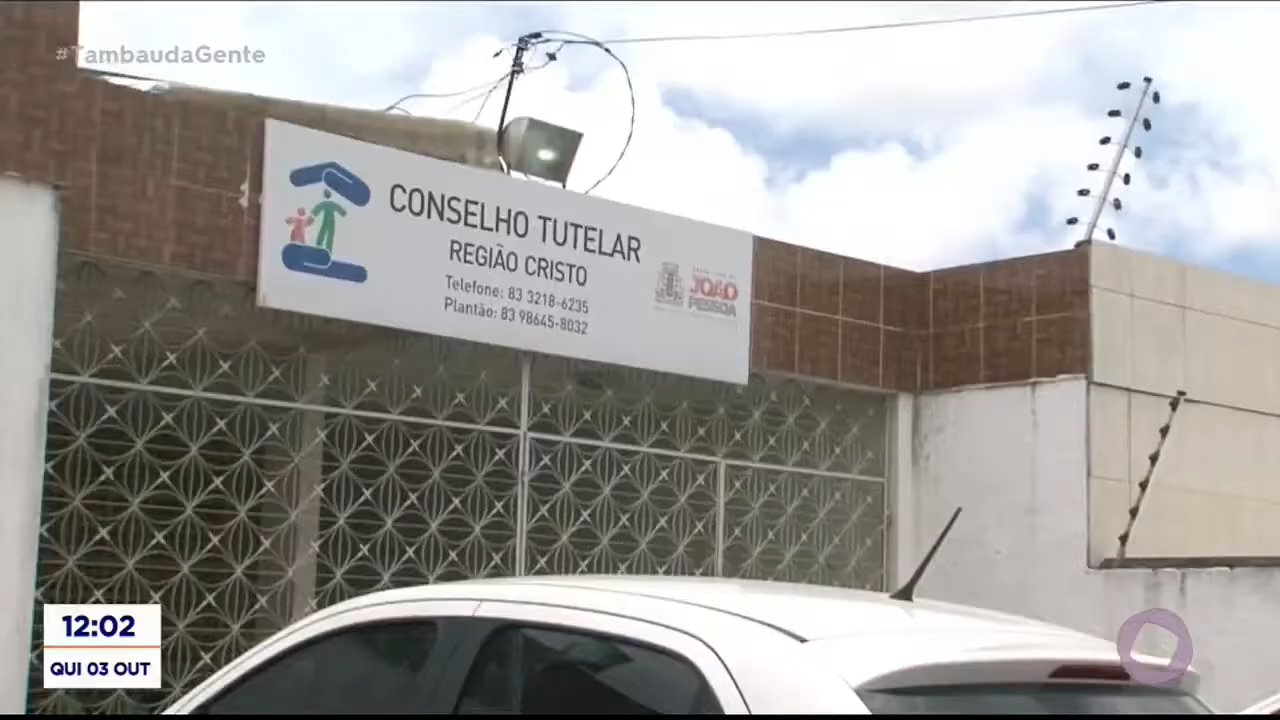 #TambaudaGente
CONSELHO TUTELAR
REGIÃO CRISTO
Telefone: 83 3218-6235
Plantão: 83 98645-8032
JOÃO
PESSOA
12:02
QUI 03 OUT